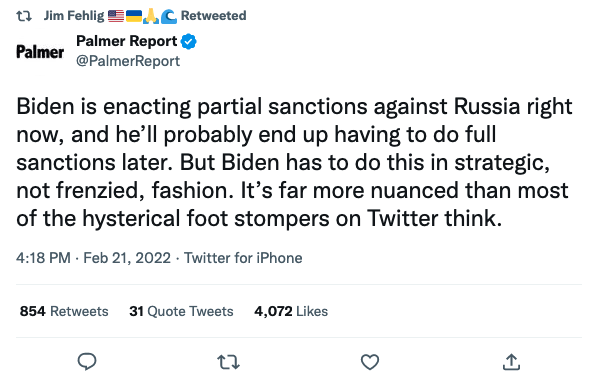 Jim Fehlig 🇺🇸🇺🇦🙏🌊 Retweeted
Palmer
Palmer Report
@PalmerReport
Biden is enacting partial sanctions against Russia right
now, and he’ll probably end up having to do full
sanctions later. But Biden has to do this in strategic,
not frenzied, fashion. It’s far more nuanced than most
of the hysterical foot stompers on Twitter think.
4:18 PM · Feb 21, 2022 · Twitter for iPhone
854 Retweets 31 Quote Tweets 4,072 Likes